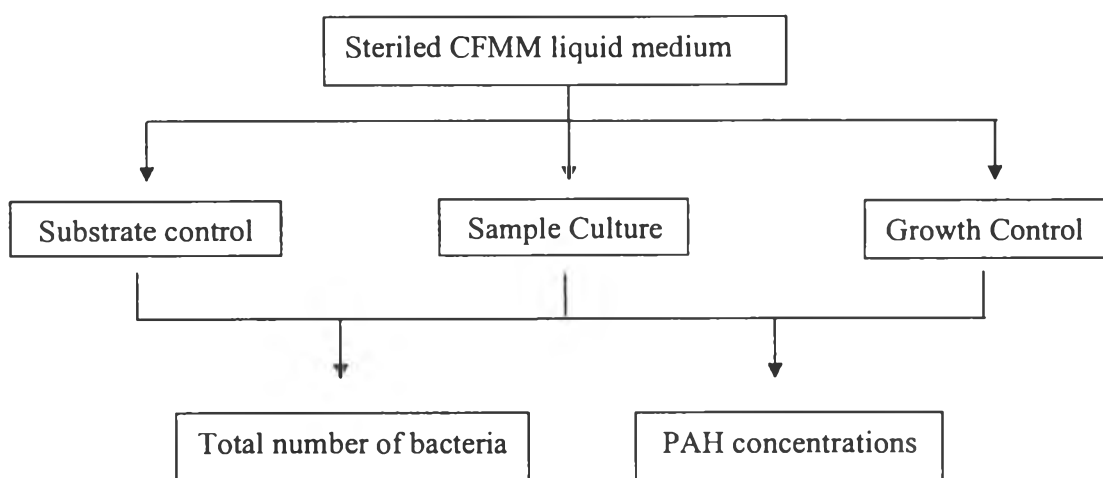 Steriled CFMM liquid medium
Substrate control
Sample Culture
Growth Control
Total number of bacteria
PAH concentrations